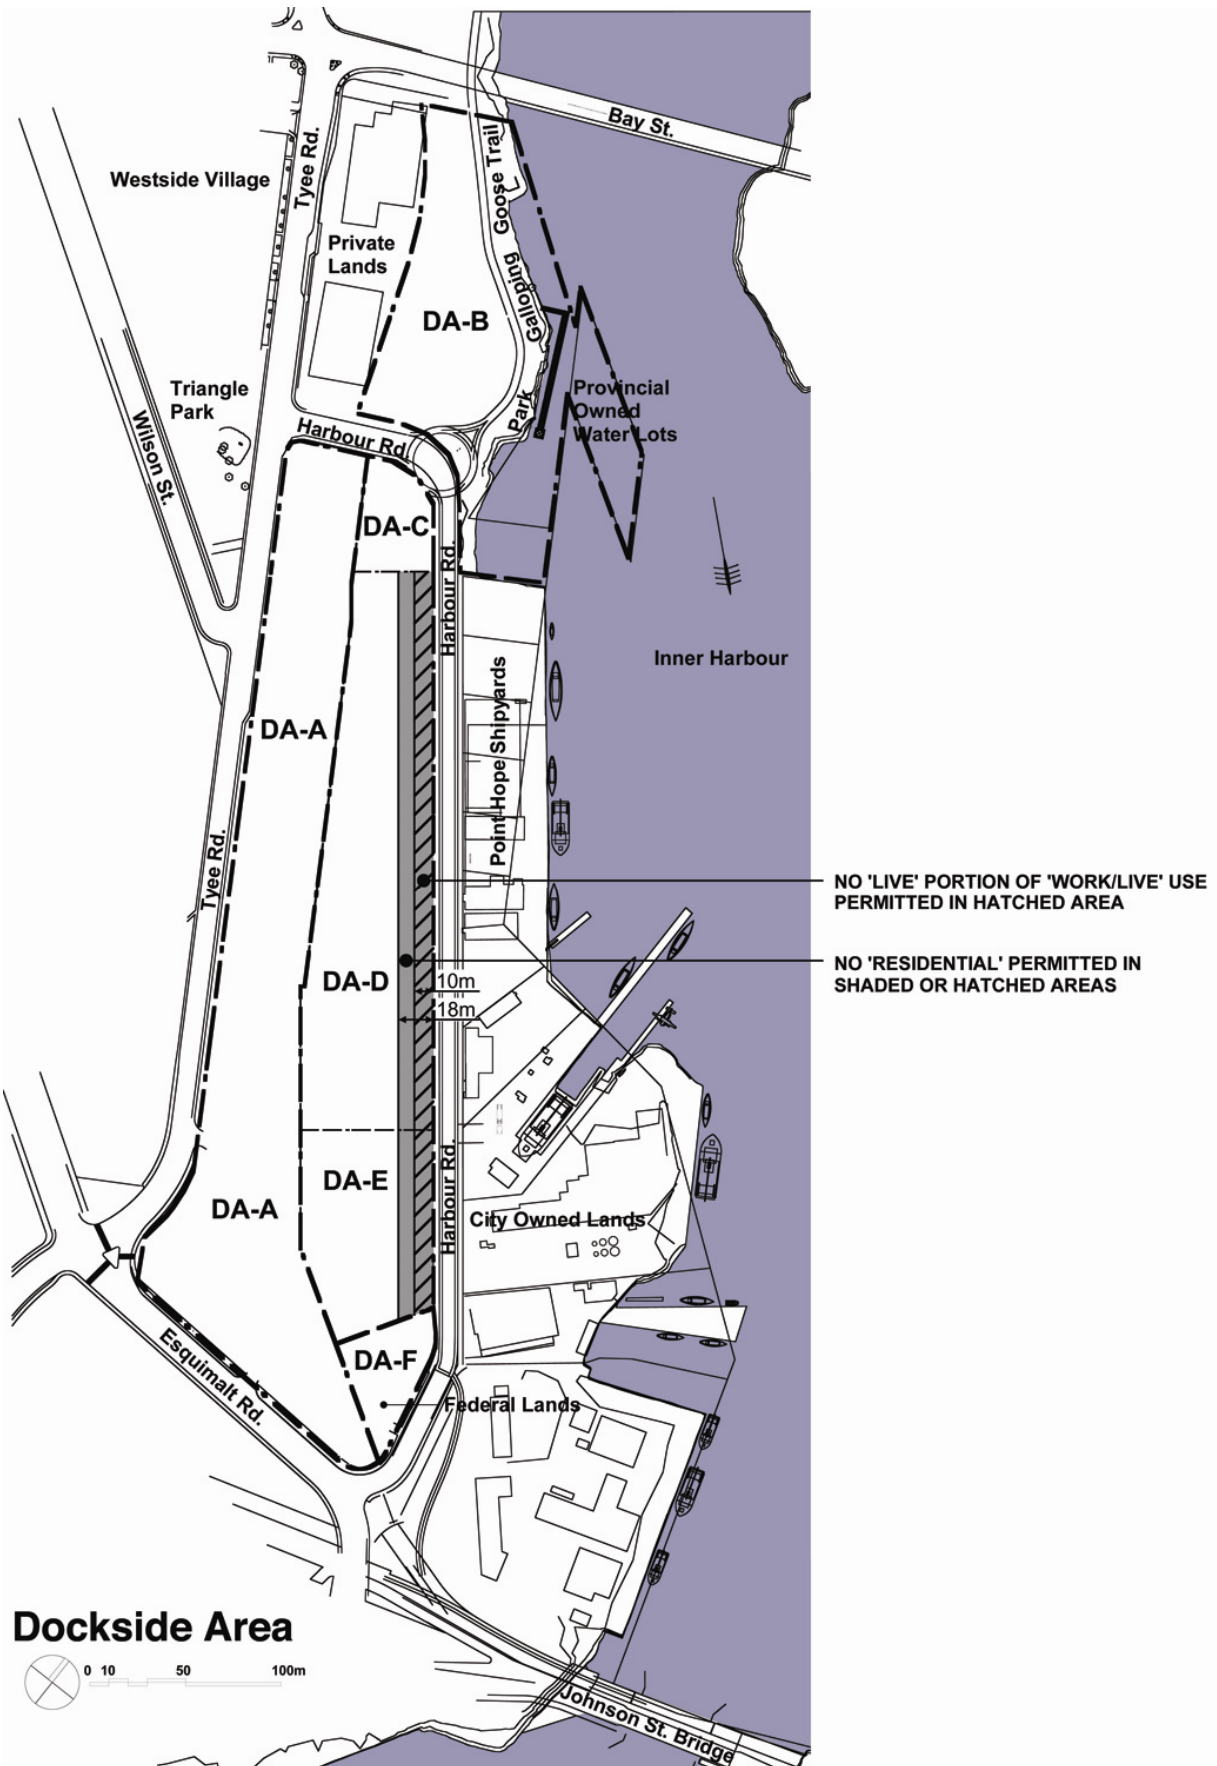 Bay St.
Tyee Rd.
Goose Trail
Westside Village
Private
Lands
Galloping
DA-B
Triangle
Park
Provincial
Owned
Water Lots
Park
Harbour Rd.
Wilson St.
DA-C
Harbour Rd.
Inner Harbour
Point Hope Shipyards
DA-A
Tyee Rd.
NO 'LIVE' PORTION OF 'WORK/LIVE' USE
PERMITTED IN HATCHED AREA
NO 'RESIDENTIAL' PERMITTED IN
SHADED OR HATCHED AREAS
DA-D
10m
18m
DA-E
Harbour Rd.
DA-A
City Owned Lands
Esquimalt Rd.
DA-F
Federal Lands
Dockside Area
0 10 50 100m
Johnson St. Bridge